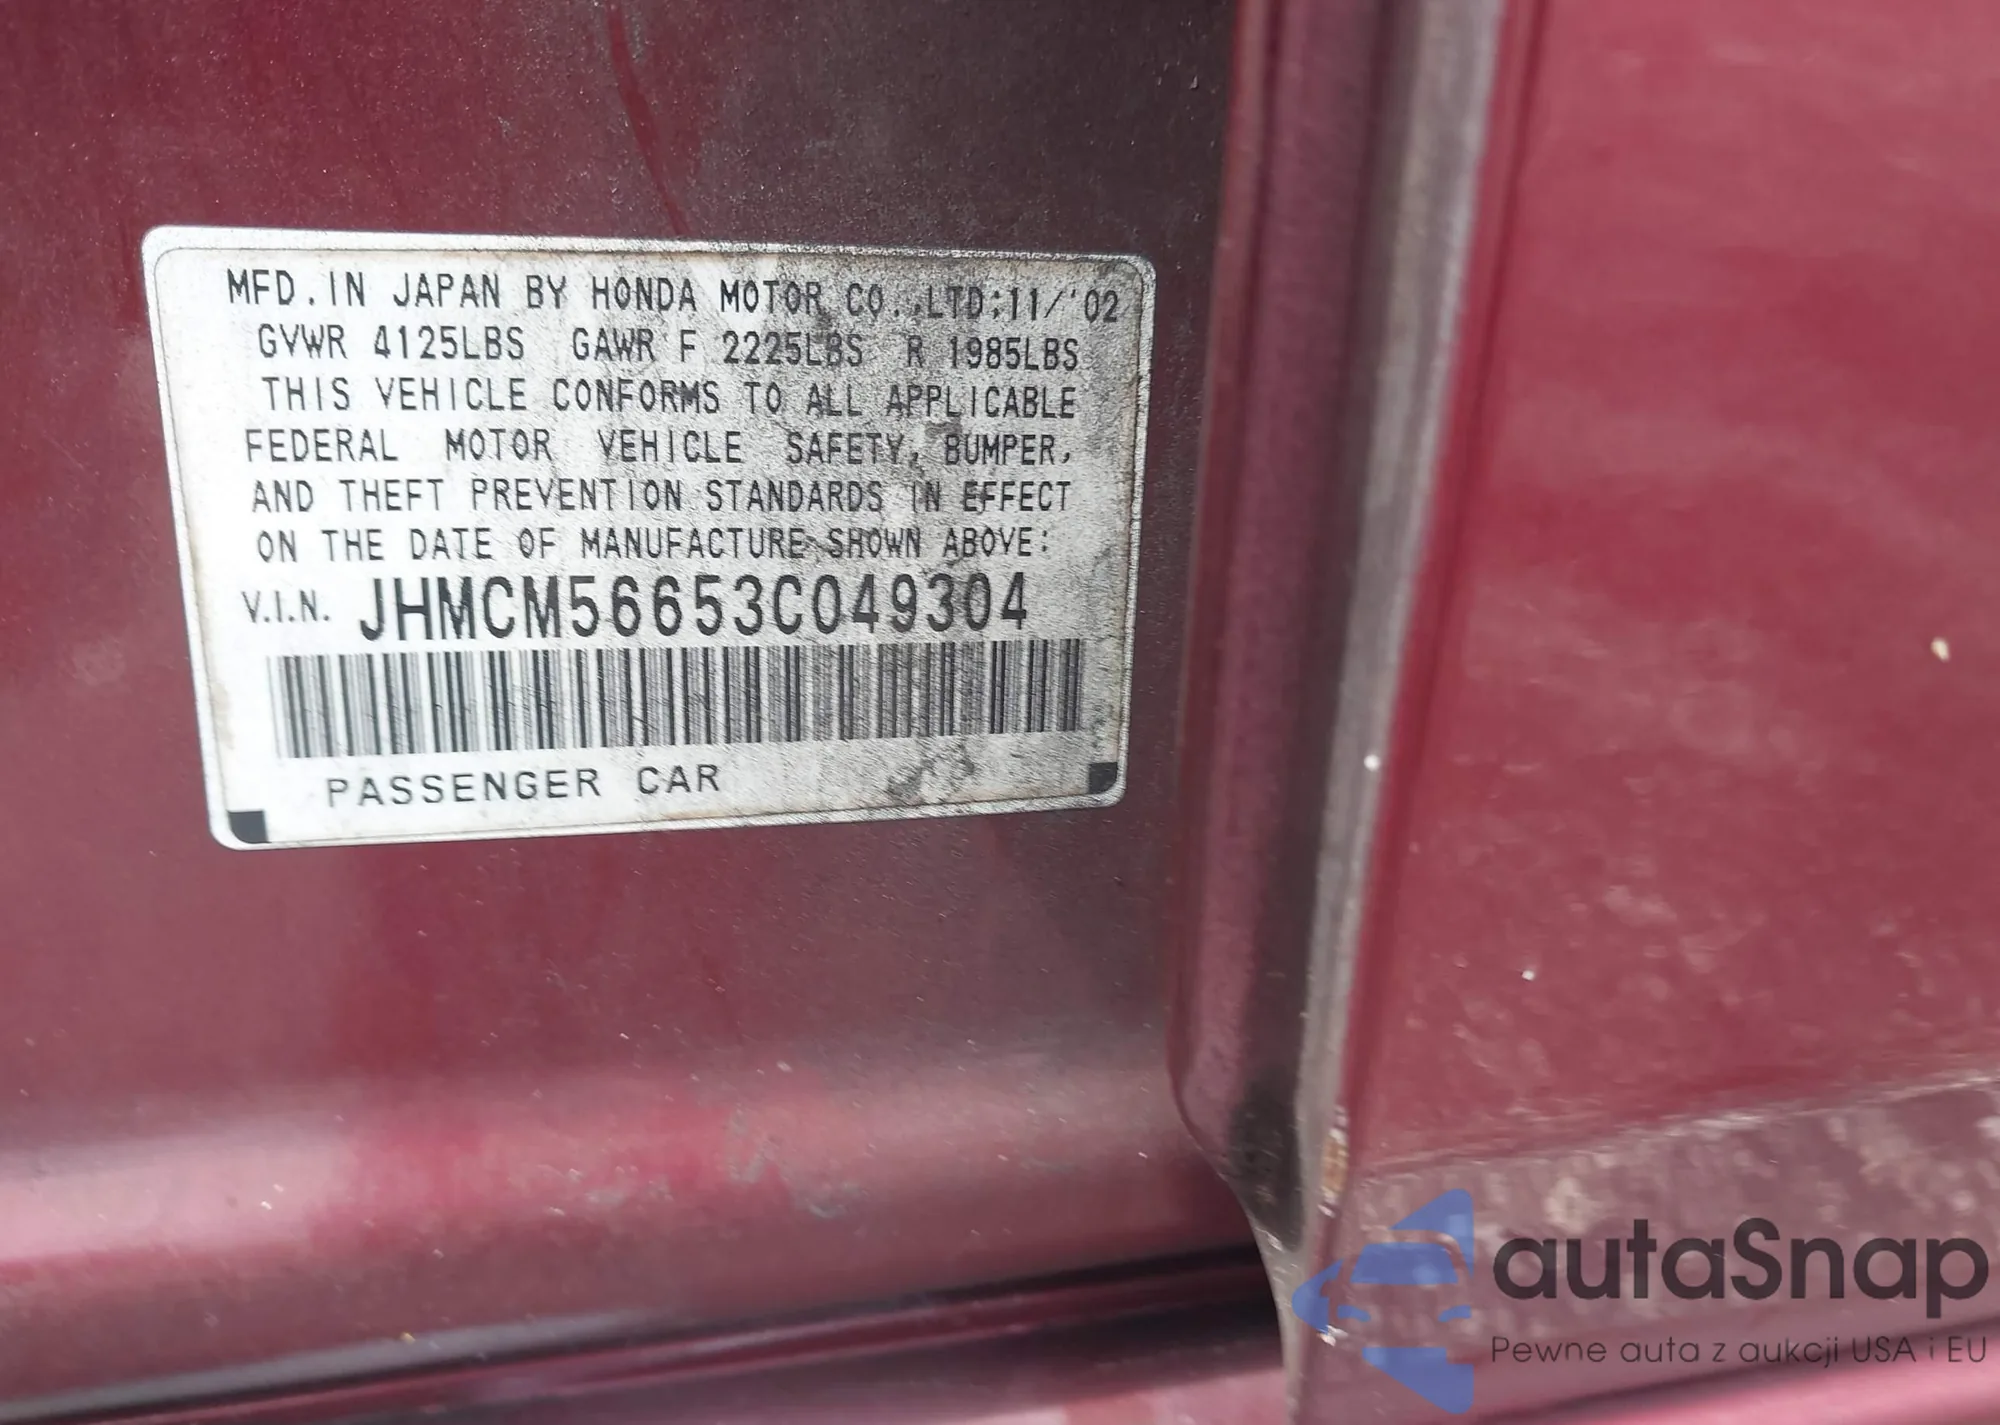 MFD. IN JAPAN BY HONDA MOTOR CO.,LTD:11/'02
GVWR 4125LBS GAWR F 2225LBS R 1985LBS
THIS VEHICLE CONFORMS TO ALL APPLICABLE
FEDERAL MOTOR VEHICLE SAFETY, BUMPER,
AND THEFT PREVENTION STANDARDS IN EFFECT
ON THE DATE OF MANUFACTURE SHOWN ABOVE:
V.I.N. JHMCM56653C049304
PASSENGER CAR
autaSnap
Pewne auta z aukcji USA i EU